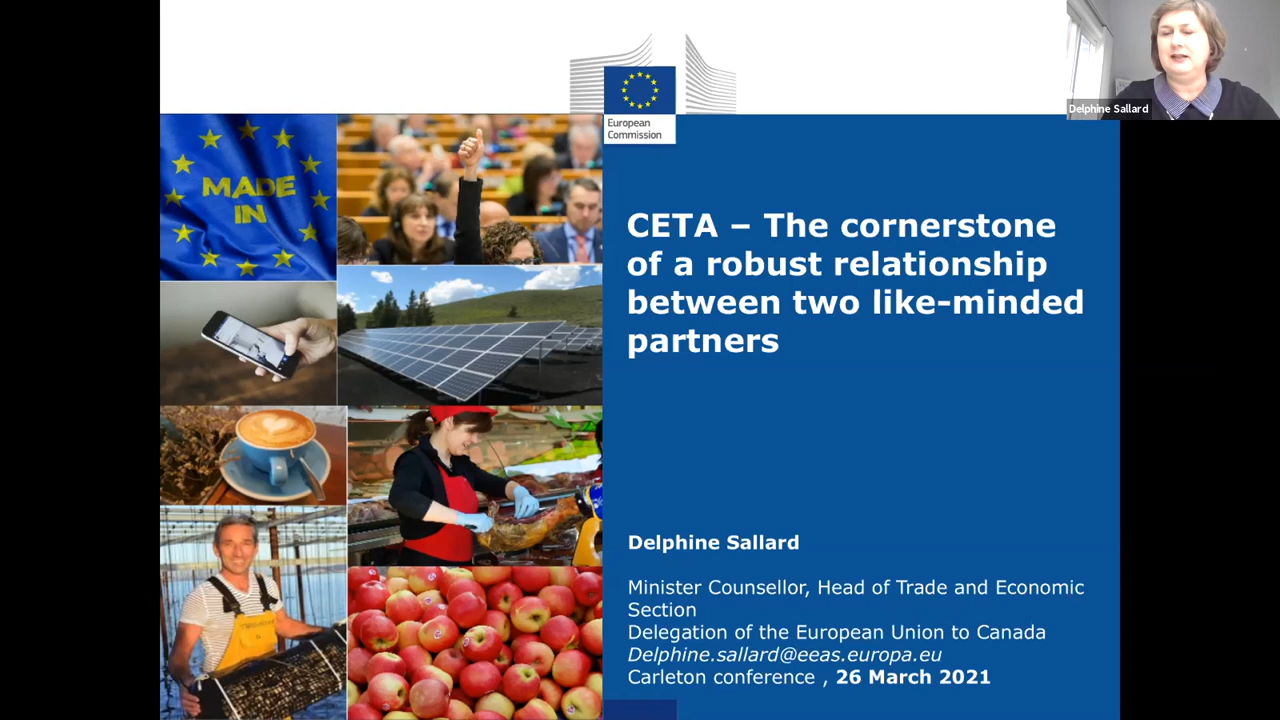 Delphine Sallard
European
Commission
MADE
IN
CETA – The cornerstone
of a robust relationship
between two like-minded
partners
Delphine Sallard
Minister Counsellor, Head of Trade and Economic
Section
Delegation of the European Union to Canada
Delphine.sallard@eeas.europa.eu
Carleton conference , 26 March 2021